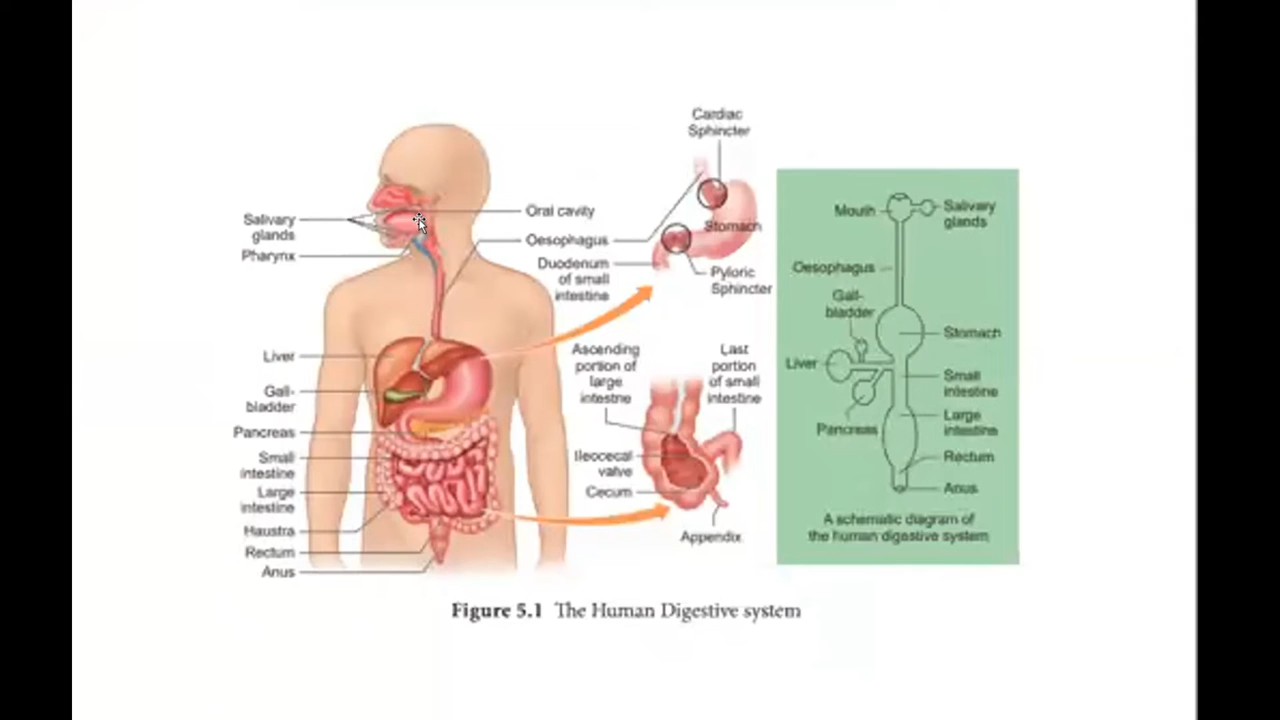 Salivary
glands
Pharynx
Liver
Gall-
bladder
Pancreas
Small
intestine
Large
intestine
Haustra
Rectum
Anus
Oral cavity
Oesophagus
Duodenum
of small
intestine
Cardiac
Sphincter
Stomach
Pyloric
Sphincter
Ascending
portion of
large
intestne
Last
portion
of small
intestine
Ileocecal
valve
Cecum
Appendix
Mouth
Salivary
glands
Oesophagus
Gall-
bladder
Stomach
Liver
Small
intestine
Pancreas
Large
intestine
Rectum
Anus
A schematic diagram of
the human digestive system
Figure 5.1 The Human Digestive system